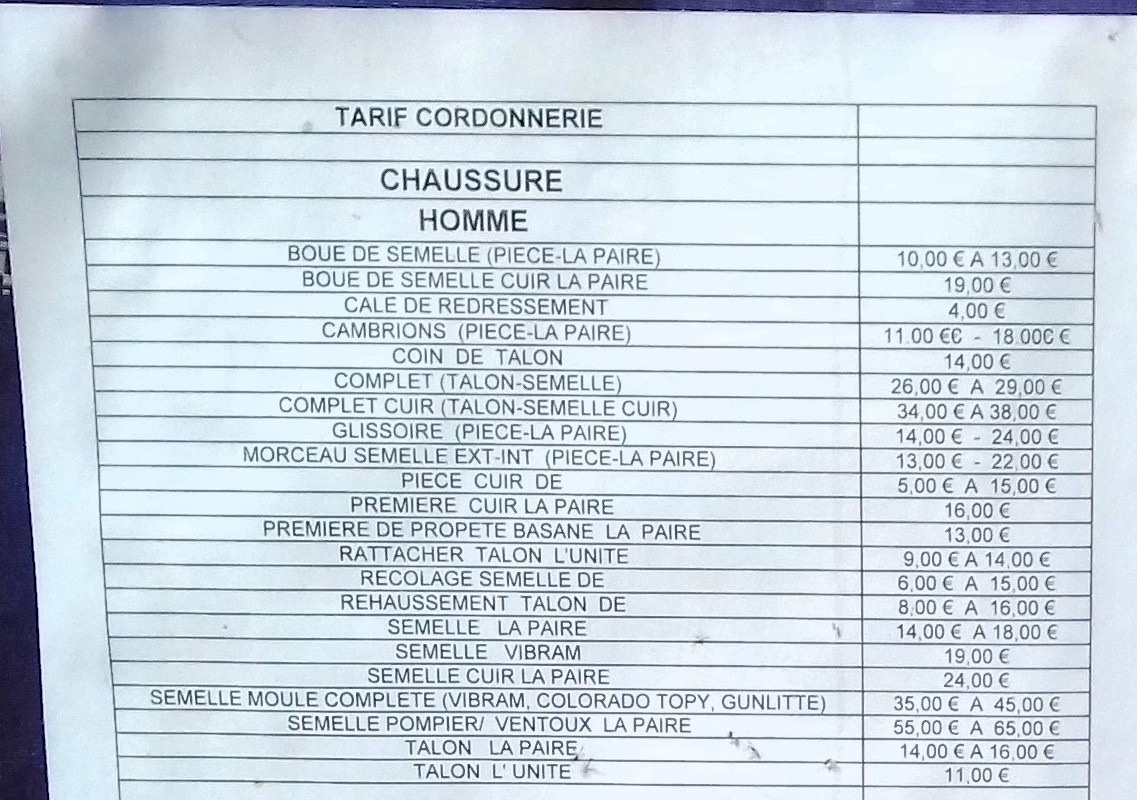 TARIF CORDONNERIE
CHAUSSURE
HOMME
BOUE DE SEMELLE (PIECE-LA PAIRE) 10,00 € A 13,00 €
BOUE DE SEMELLE CUIR LA PAIRE 19,00 €
CALE DE REDRESSEMENT 4,00 €
CAMBRIONS (PIECE-LA PAIRE) 11.00 €€ - 18.00€ €
COIN DE TALON 14,00 €
COMPLET (TALON-SEMELLE) 26,00 € A 29,00 €
COMPLET CUIR (TALON-SEMELLE CUIR) 34,00 € A 38,00 €
GLISSOIRE (PIECE-LA PAIRE) 14,00 € - 24,00 €
MORCEAU SEMELLE EXT-INT (PIECE-LA PAIRE) 13,00 € - 22,00 €
PIECE CUIR DE 5,00 € A 15,00 €
PREMIERE CUIR LA PAIRE 16,00 €
PREMIERE DE PROPETE BASANE LA PAIRE 13,00 €
RATTACHER TALON L'UNITE 9,00 € A 14,00 €
RECOLAGE SEMELLE DE 6,00 € A 15,00 €
REHAUSSEMENT TALON DE 8,00 € A 16,00 €
SEMELLE LA PAIRE 14,00 € A 18,00 €
SEMELLE VIBRAM 19,00 €
SEMELLE CUIR LA PAIRE 24,00 €
SEMELLE MOULE COMPLETE (VIBRAM, COLORADO TOPY, GUNLITTE) 35,00 € A 45,00 €
SEMELLE POMPIER/ VENTOUX LA PAIRE 55,00 € A 65,00 €
TALON LA PAIRE 14,00 € A 16,00 €
TALON L' UNITE 11,00 €